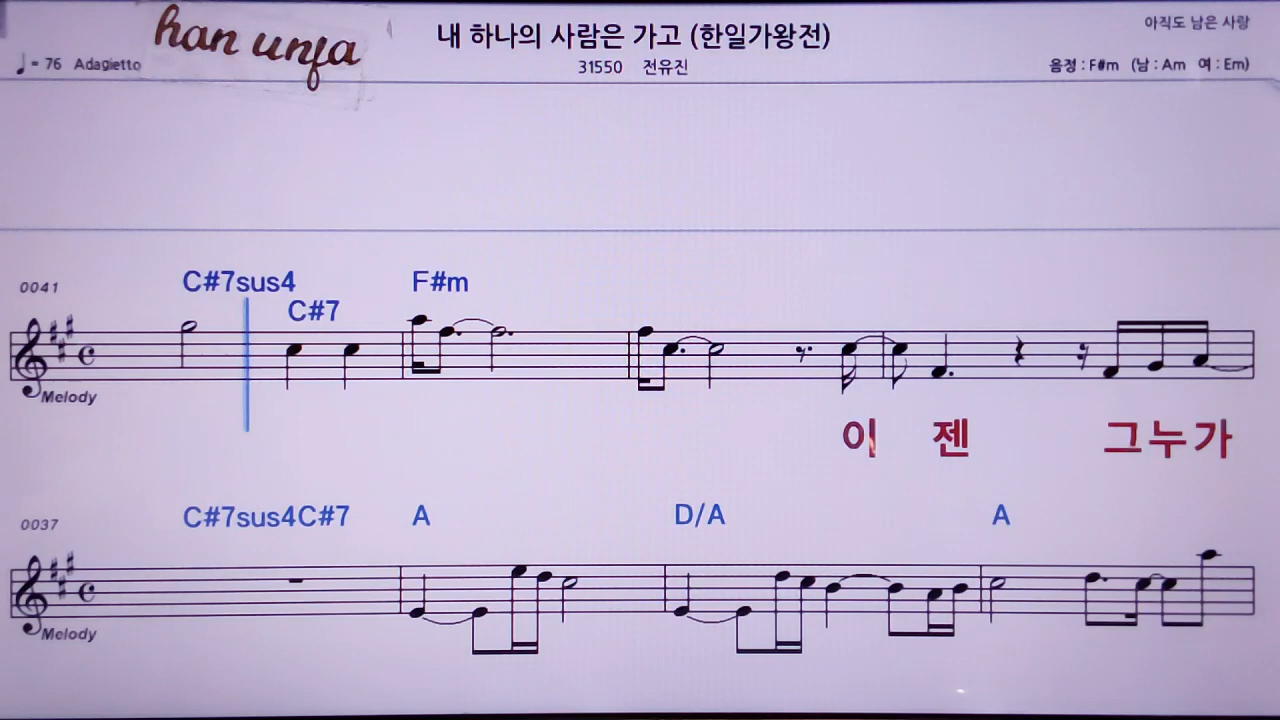 han unja
내 하나의 사람은 가고 (한일가왕전)
아직도 남은 사랑
♩= 76 Adagietto
31550 전유진
음정 : F#m (남 : Am 여 : Em)
0041
C#7sus4
C#7
F#m
Melody
이 젠 그누가
0037
C#7sus4C#7 A D/A A
Melody